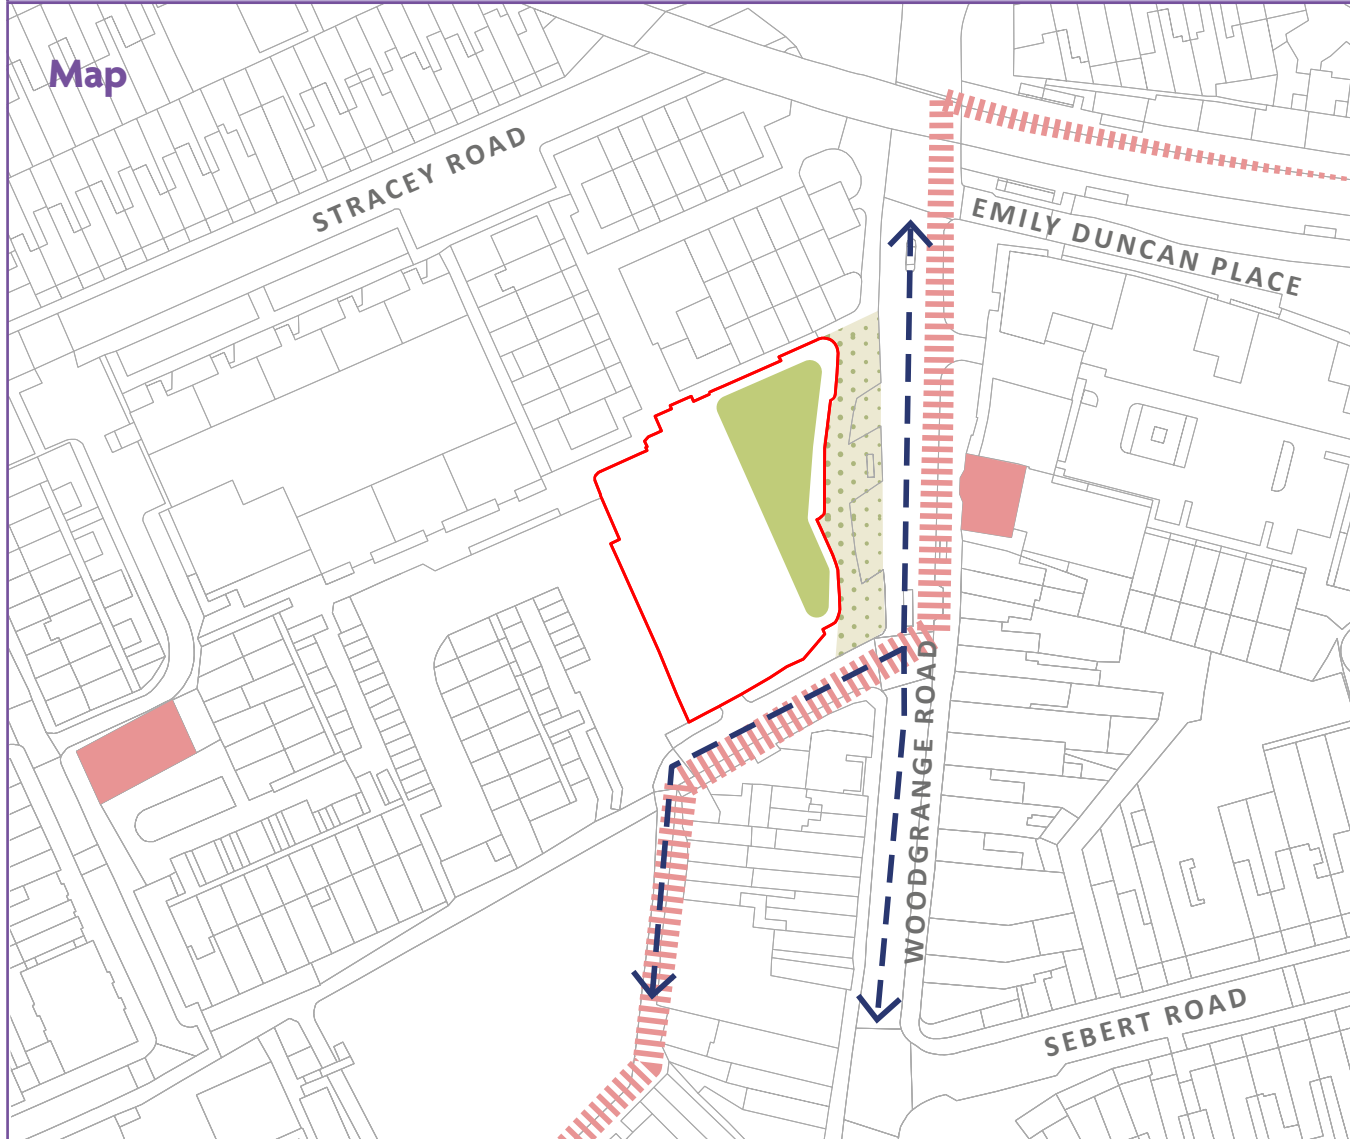 Map
STRACEY ROAD
EMILY DUNCAN PLACE
WOODGRANGE ROAD
SEBERT ROAD